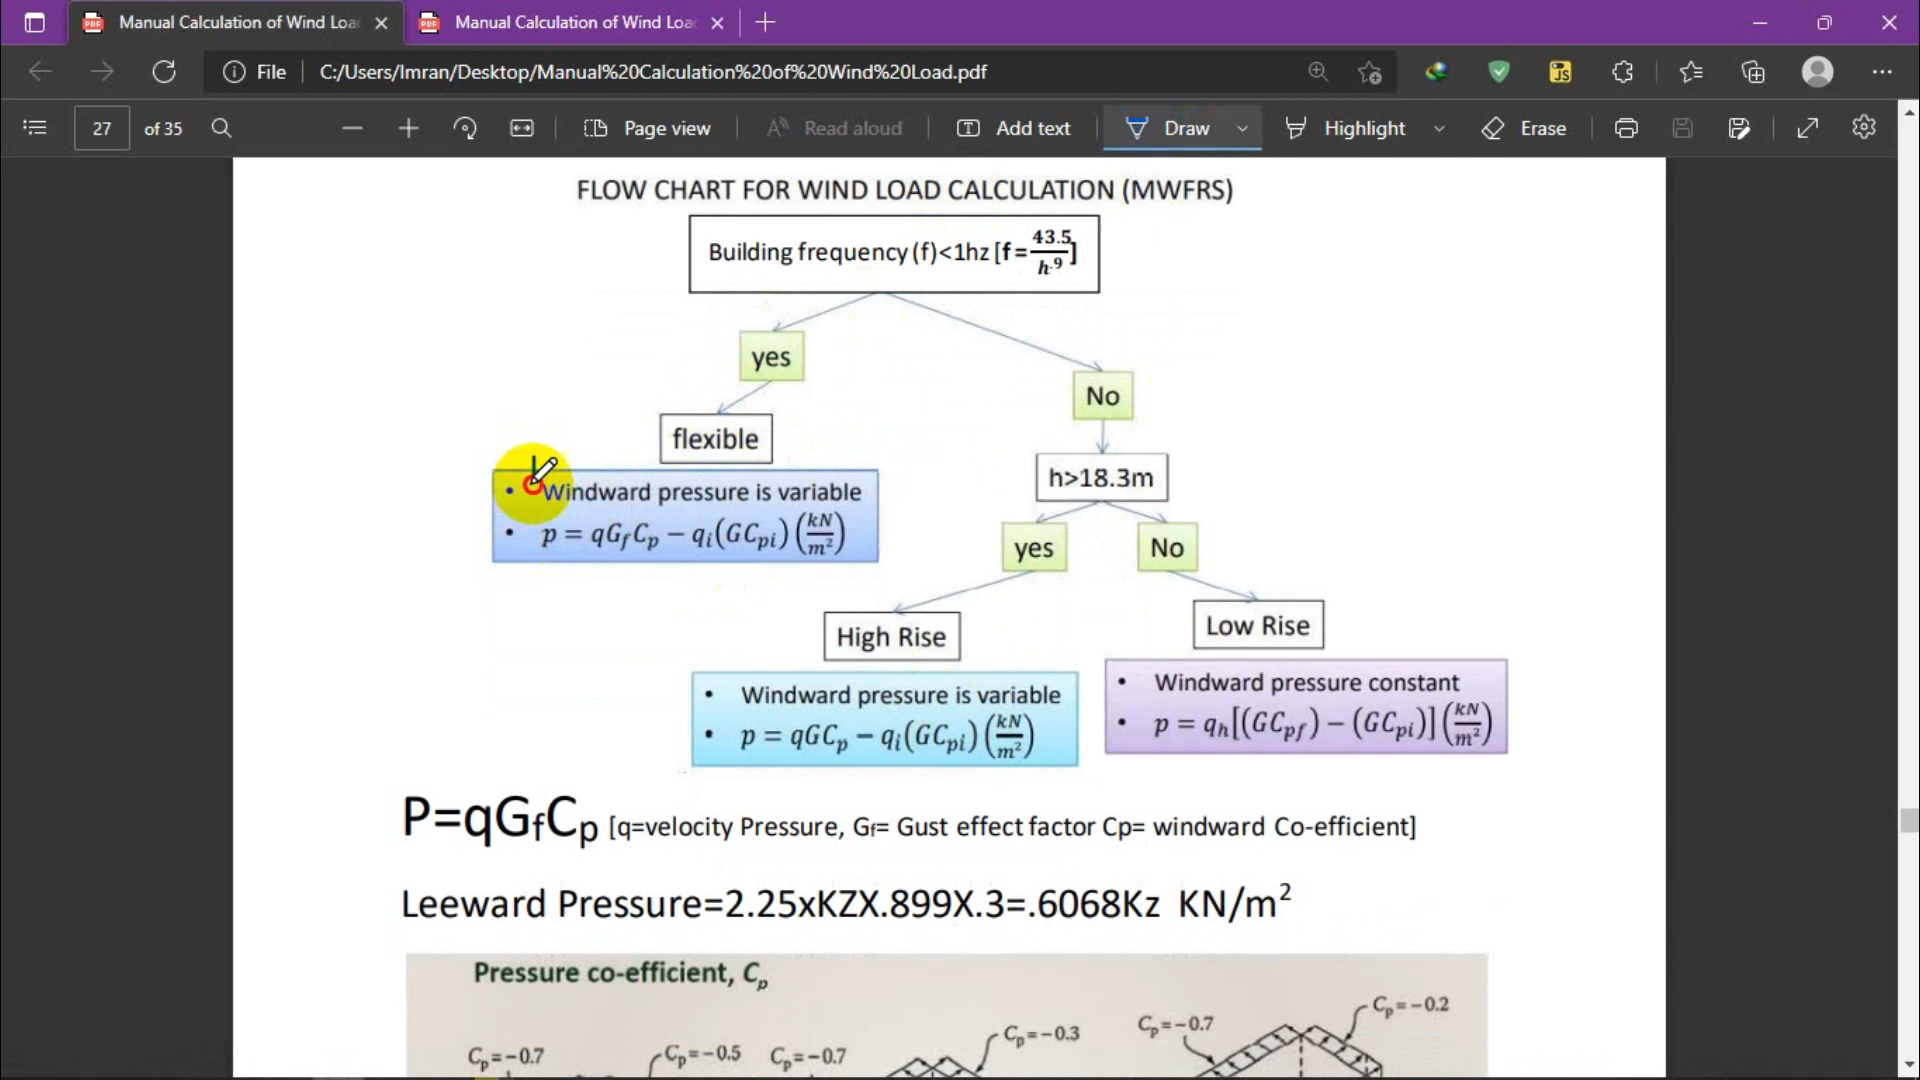 Manual Calculation of Wind Loa
Manual Calculation of Wind Loa
File
C:/Users/Imran/Desktop/Manual%20Calculation%20of%20Wind%20Load.pdf
JS
27 of 35
Page view
Read aloud
Add text
Draw
Highlight
Erase
FLOW CHART FOR WIND LOAD CALCULATION (MWFRS)
Building frequency (f)<1hz [f=43.5/h^.9]
yes
No
flexible
h>18.3m
• Windward pressure is variable
• p = qG_fC_p − q_i(GC_pi)(kN/m²)
yes
No
High Rise
Low Rise
• Windward pressure is variable
• p = qGC_p − q_i(GC_pi)(kN/m²)
• Windward pressure constant
• p = q_h[(GC_pf) − (GC_pi)](kN/m²)
P=qG_fC_p [q=velocity Pressure, G_f= Gust effect factor Cp= windward Co-efficient]
Leeward Pressure=2.25xKZX.899X.3=.6068Kz KN/m²
Pressure co-efficient, C_p
C_p=−0.7
C_p=−0.5
C_p=−0.7
C_p=−0.3
C_p=−0.7
C_p=−0.2